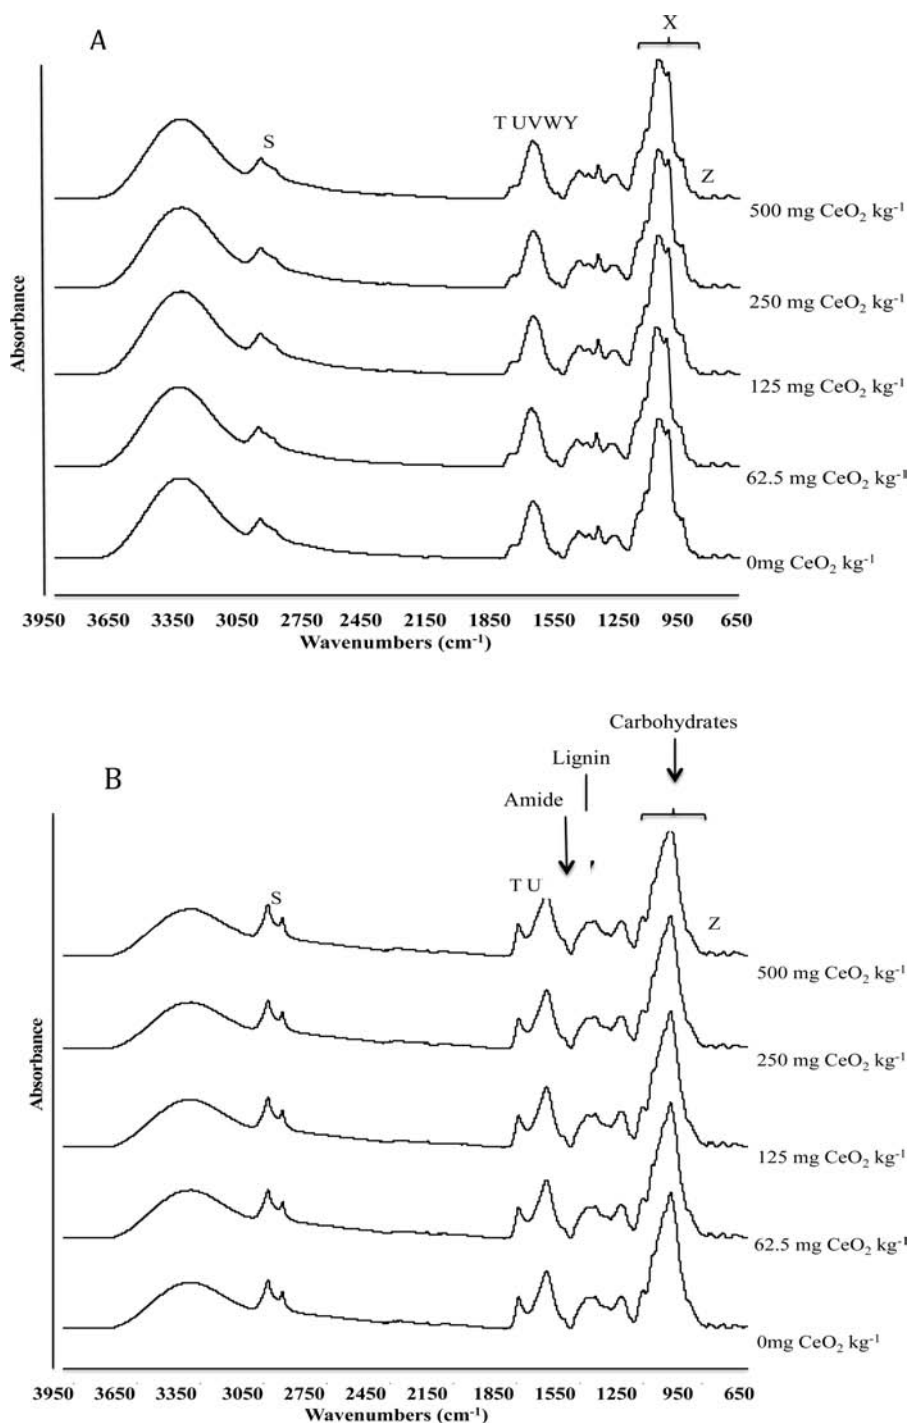 A
X
T UVWY
S
Z
500 mg CeO₂ kg⁻¹
250 mg CeO₂ kg⁻¹
125 mg CeO₂ kg⁻¹
62.5 mg CeO₂ kg⁻¹
0mg CeO₂ kg⁻¹
Absorbance
3950 3650 3350 3050 2750 2450 2150 1850 1550 1250 950 650
Wavenumbers (cm⁻¹)
Carbohydrates
Lignin
B
Amide
T U
S
Z
500 mg CeO₂ kg⁻¹
250 mg CeO₂ kg⁻¹
125 mg CeO₂ kg⁻¹
62.5 mg CeO₂ kg⁻¹
0mg CeO₂ kg⁻¹
Absorbance
3950 3650 3350 3050 2750 2450 2150 1850 1550 1250 950 650
Wavenumbers (cm⁻¹)